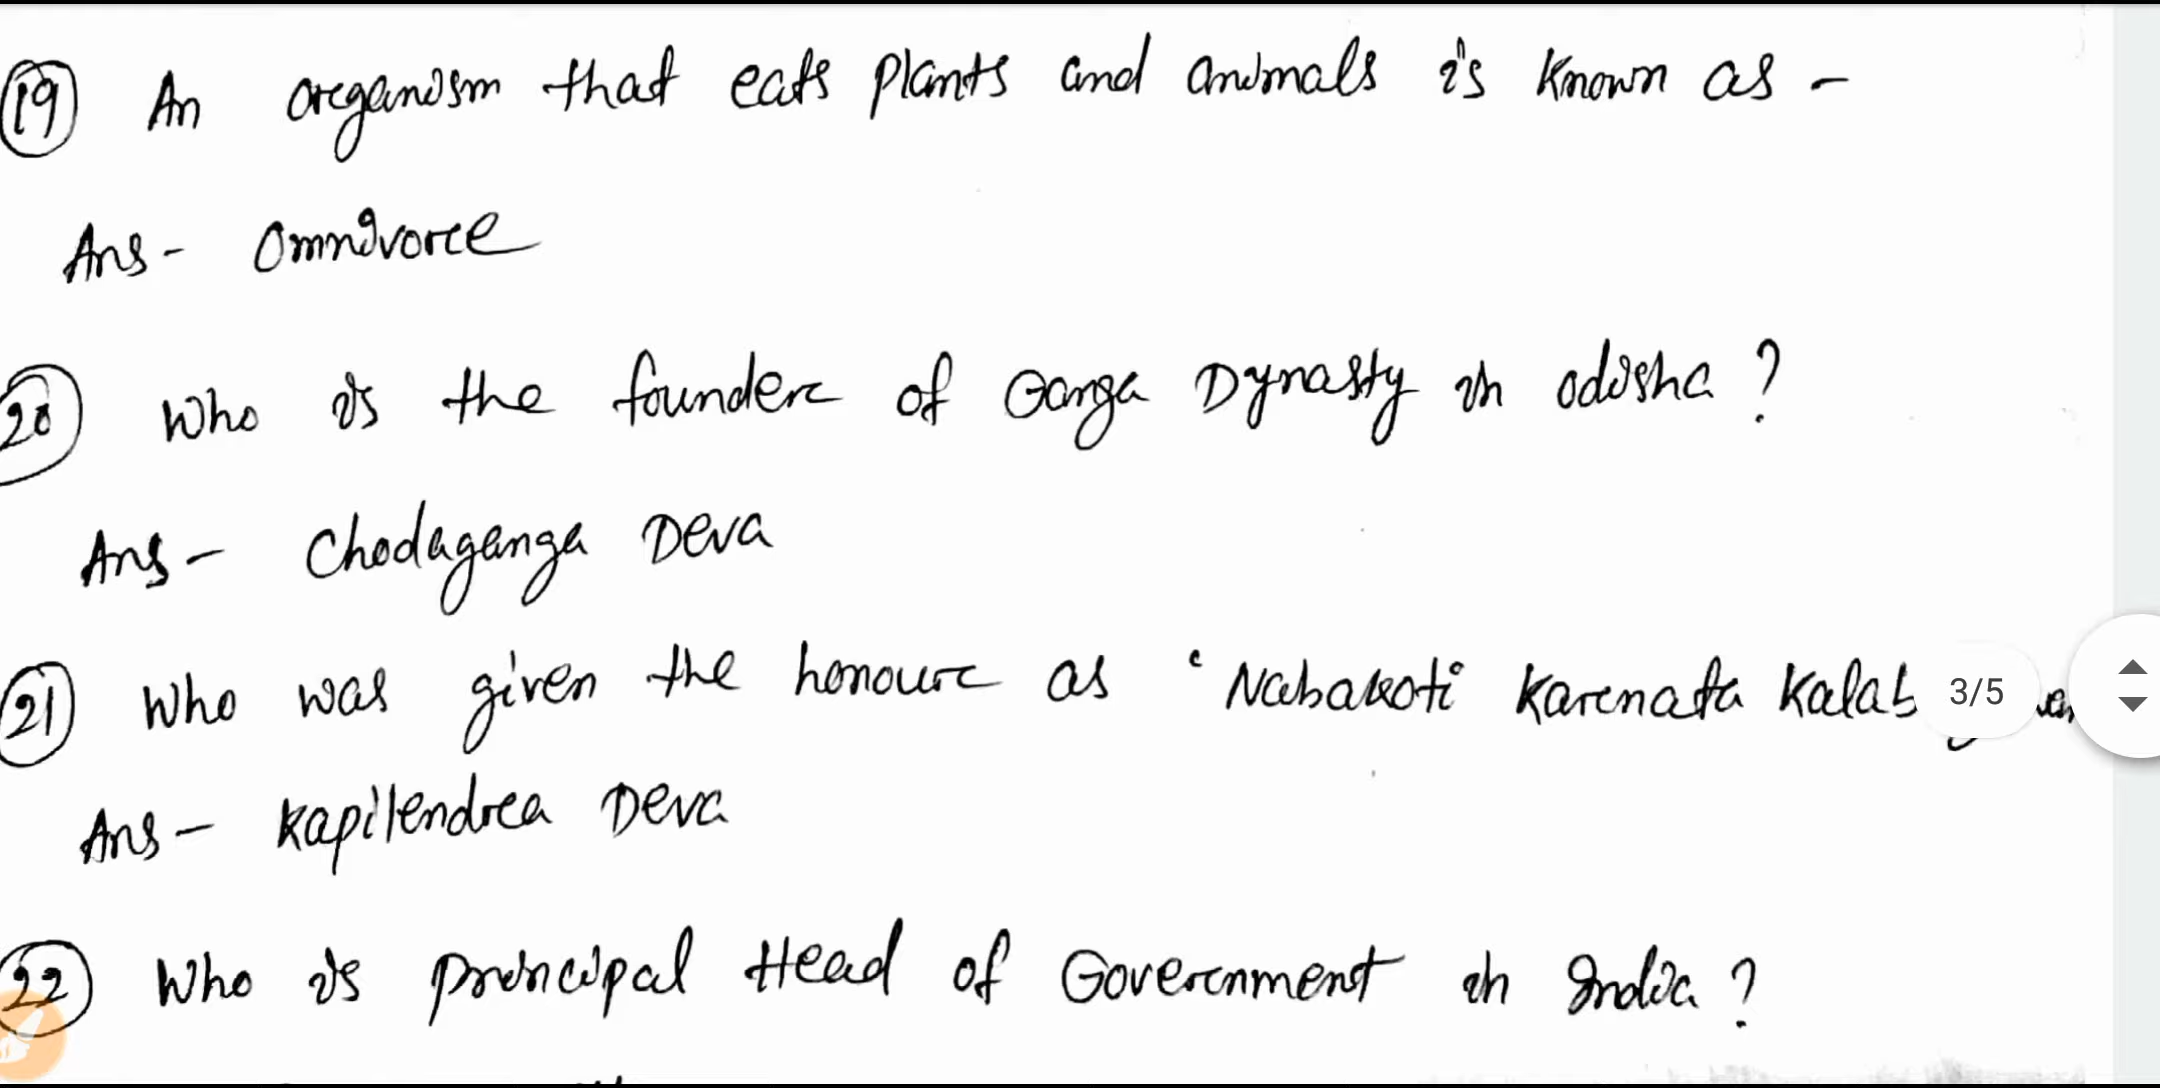 19 An organism that eats plants and animals is known as -
Ans - Omnivore
20 Who is the founder of Ganga Dynasty in odisha ?
Ans - Chodaganga Deva
21 Who was given the honour as 'Nabakoti Karnata Kalab
3/5
Ans - Kapilendra Deva
22 Who is principal Head of Government in India ?